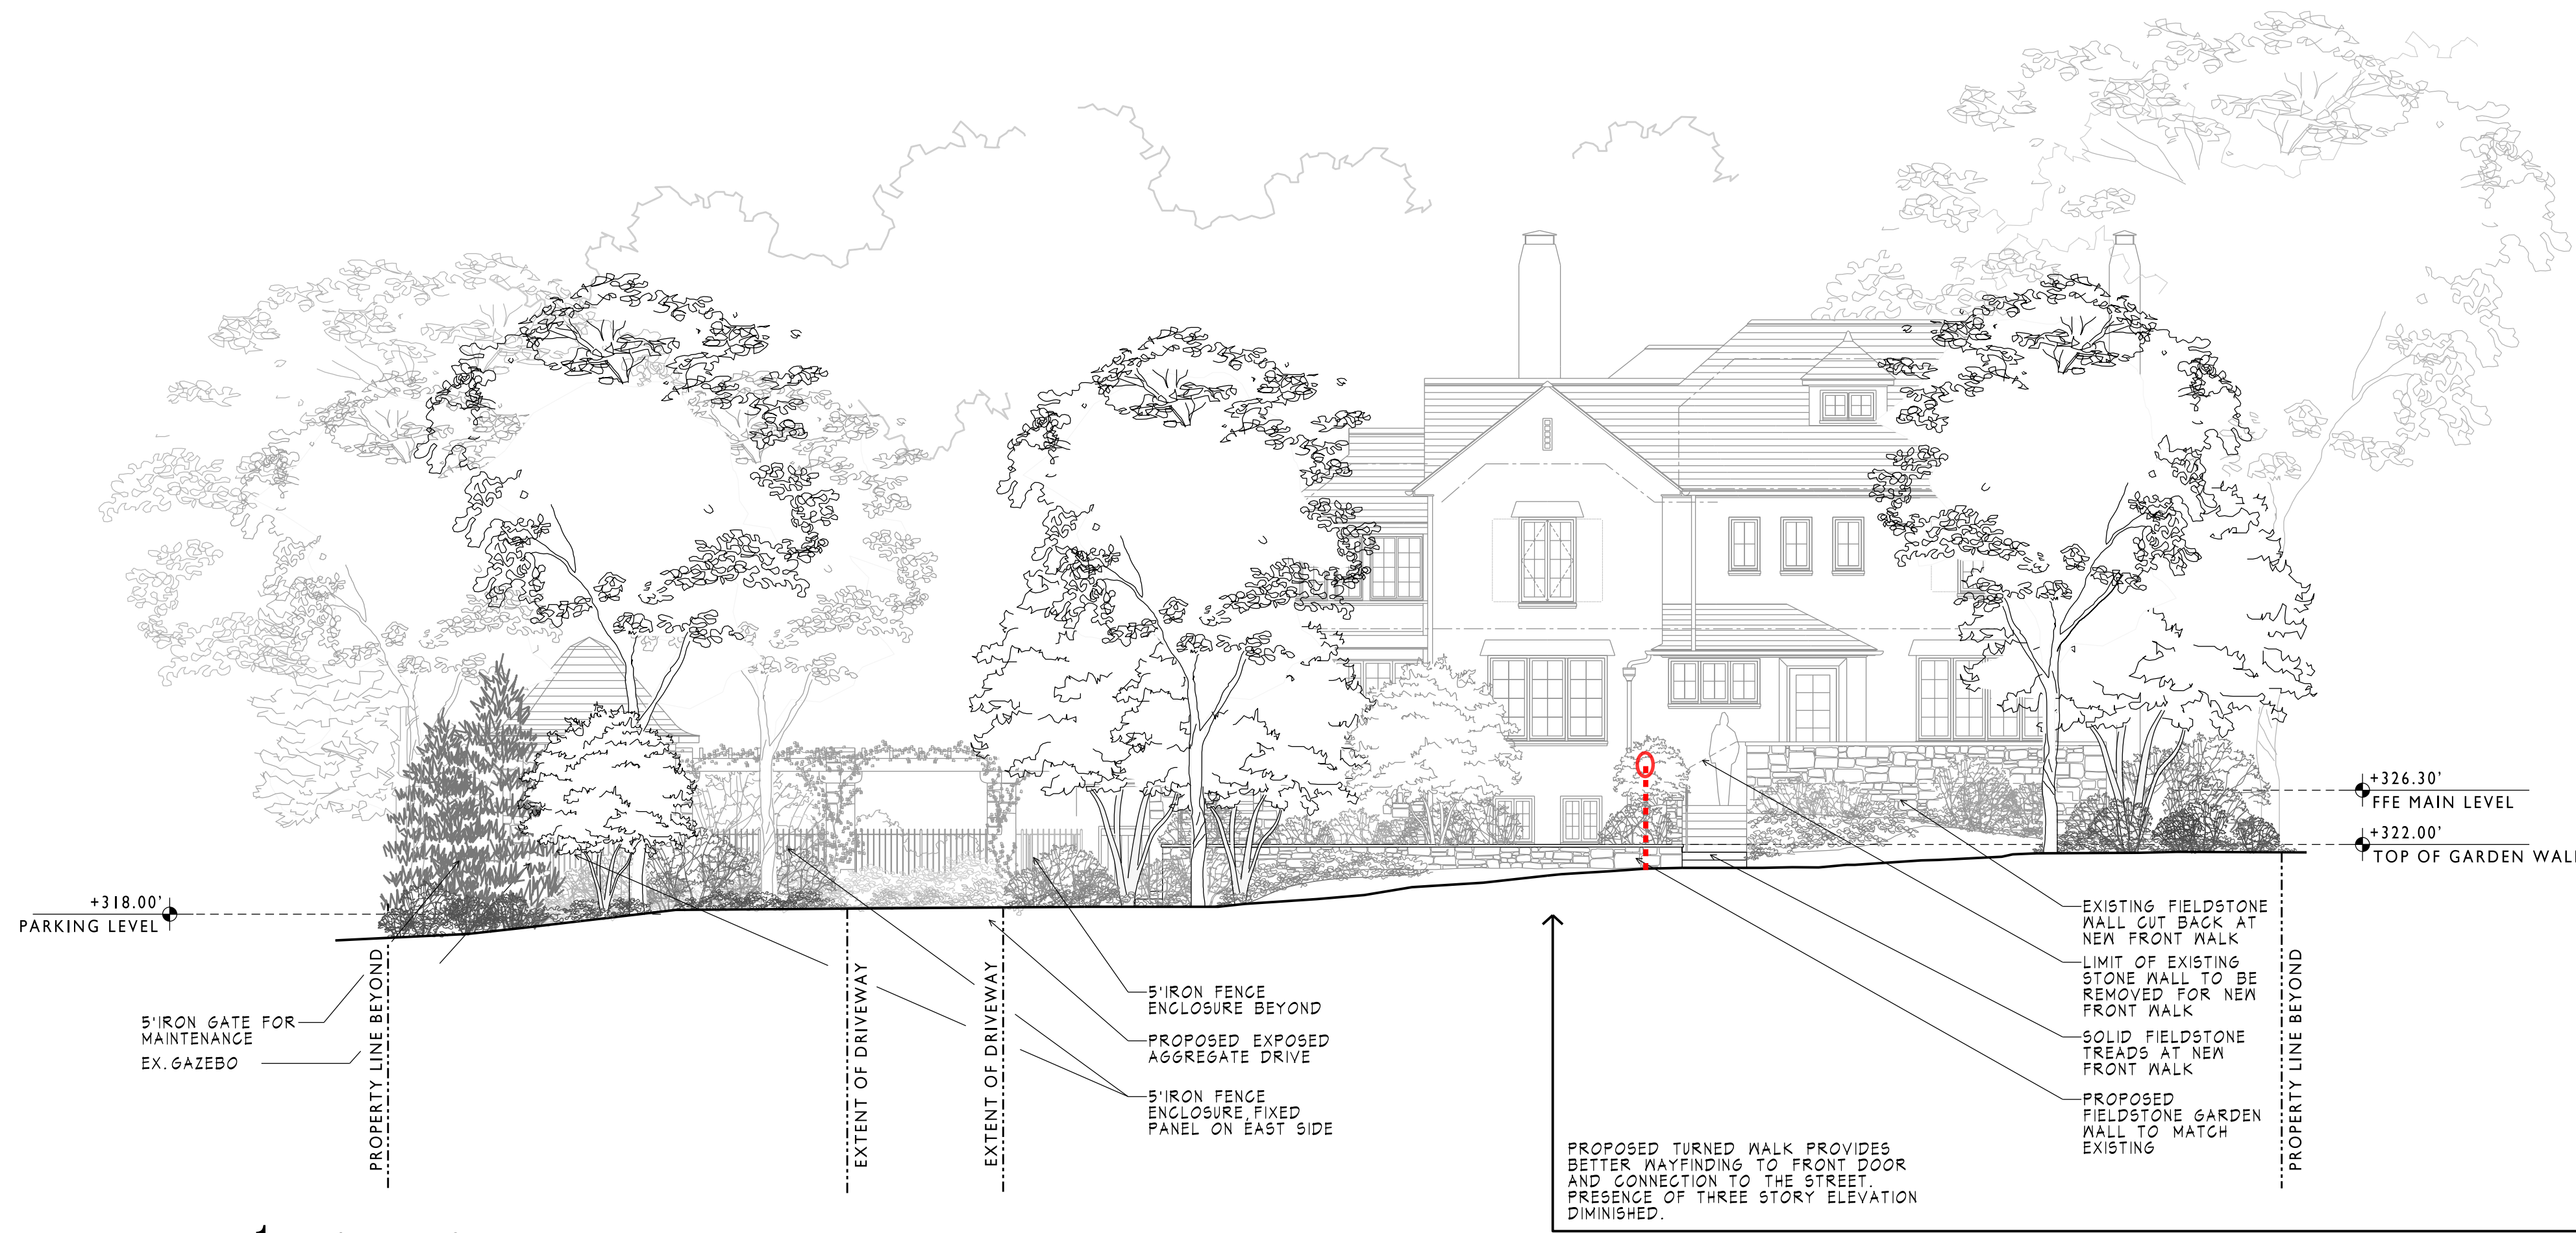 +326.30'
FFE MAIN LEVEL
+322.00'
TOP OF GARDEN WALL
+318.00'
PARKING LEVEL
5'IRON GATE FOR
MAINTENANCE
EX.GAZEBO
PROPERTY LINE BEYOND
EXTENT OF DRIVEWAY
EXTENT OF DRIVEWAY
5'IRON FENCE
ENCLOSURE BEYOND
PROPOSED EXPOSED
AGGREGATE DRIVE
5'IRON FENCE
ENCLOSURE,FIXED
PANEL ON EAST SIDE
PROPOSED TURNED WALK PROVIDES
BETTER WAYFINDING TO FRONT DOOR
AND CONNECTION TO THE STREET.
PRESENCE OF THREE STORY ELEVATION
DIMINISHED.
EXISTING FIELDSTONE
WALL CUT BACK AT
NEW FRONT WALK
LIMIT OF EXISTING
STONE WALL TO BE
REMOVED FOR NEW
FRONT WALK
SOLID FIELDSTONE
TREADS AT NEW
FRONT WALK
PROPOSED
FIELDSTONE GARDEN
WALL TO MATCH
EXISTING
PROPERTY LINE BEYOND